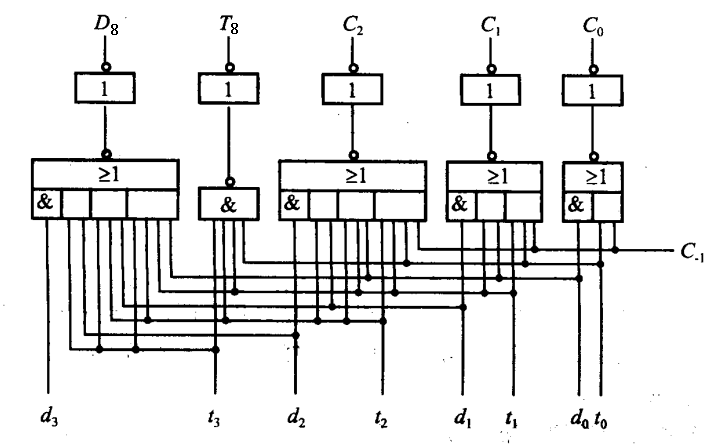 D₈ T₈ C₂ C₁ C₀
1 1 1 1 1
≥1 ≥1 ≥1 ≥1
& & & & &
C₋₁
d₃ t₃ d₂ t₂ d₁ t₁ d₀ t₀